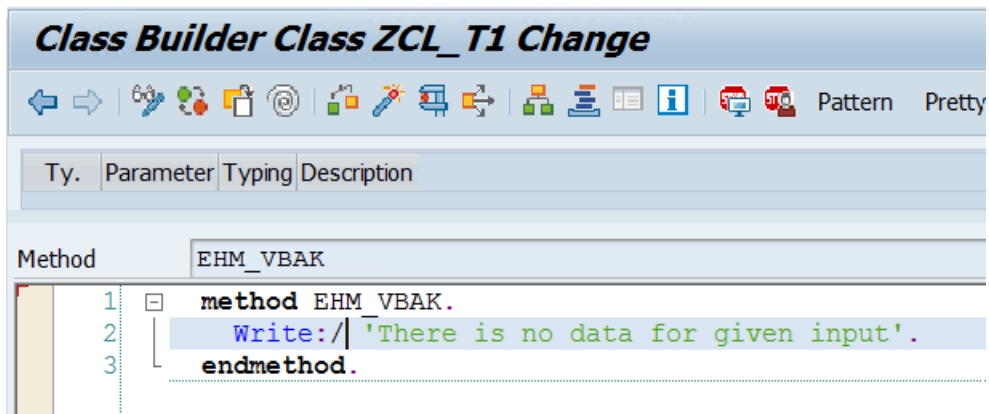 Class Builder Class ZCL_T1 Change
Pattern Pretty
Ty. Parameter Typing Description
Method EHM_VBAK
1 method EHM_VBAK.
2 Write:/ 'There is no data for given input'.
3 endmethod.